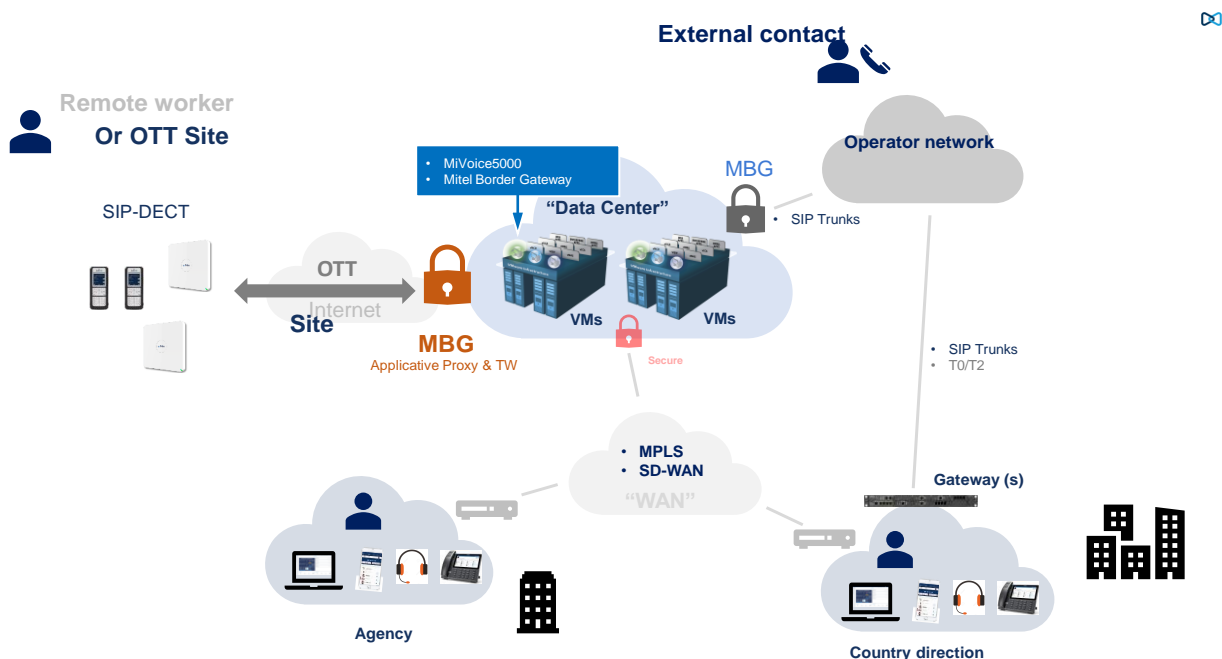 External contact
Remote worker
Or OTT Site
Operator network
• MiVoice5000
• Mitel Border Gateway
MBG
SIP-DECT
“Data Center”
• SIP Trunks
OTT
Internet
Site
VMs
VMs
MBG
Applicative Proxy & TW
Secure
• SIP Trunks
• T0/T2
• MPLS
• SD-WAN
“WAN”
Gateway (s)
Agency
Country direction